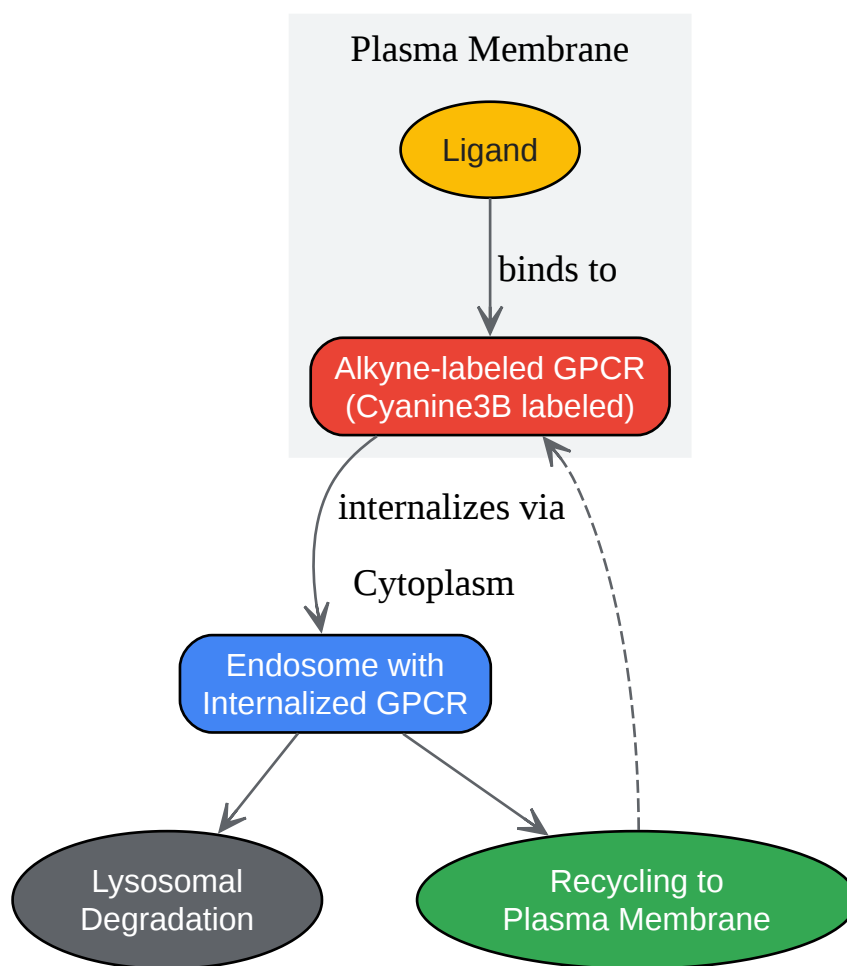 Plasma Membrane
Ligand
binds to
Alkyne-labeled GPCR
(Cyanine3B labeled)
internalizes via
Cytoplasm
Endosome with
Internalized GPCR
Lysosomal
Degradation
Recycling to
Plasma Membrane